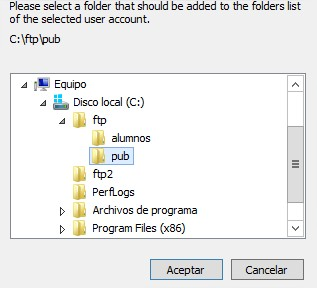 Please select a folder that should be added to the folders list
of the selected user account.
C:\ftp\pub
Equipo
Disco local (C:)
ftp
alumnos
pub
ftp2
PerfLogs
Archivos de programa
Program Files (x86)
Aceptar
Cancelar